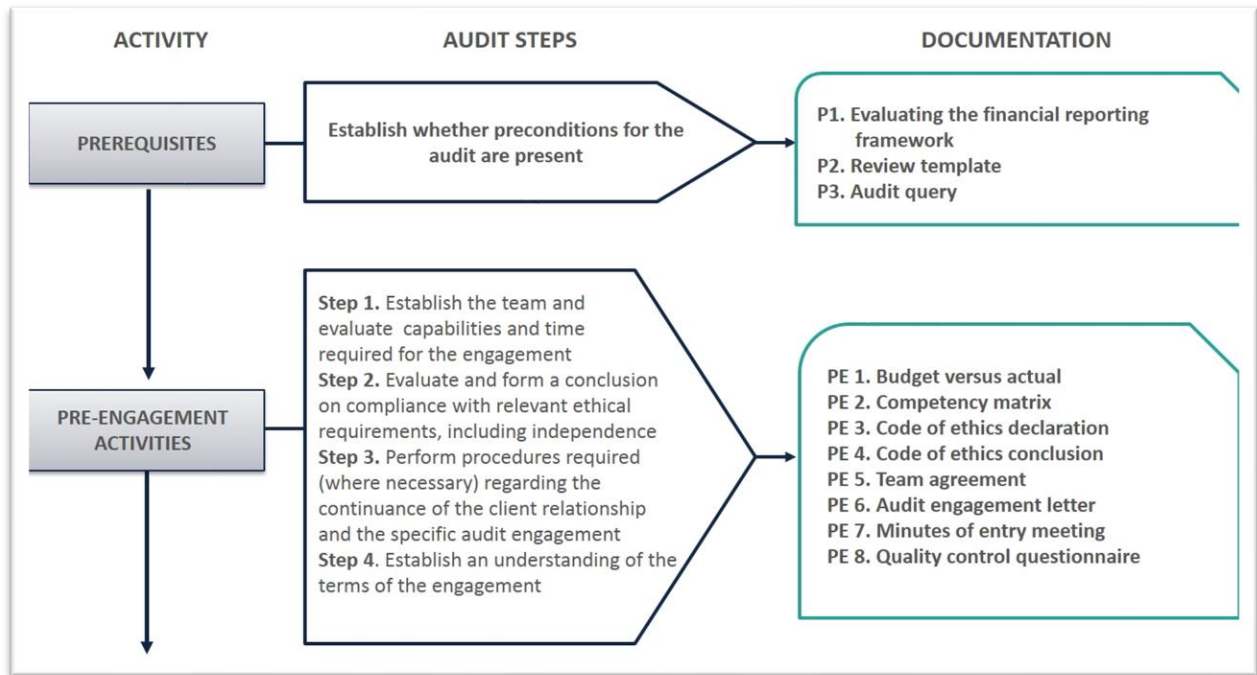 ACTIVITY
AUDIT STEPS
DOCUMENTATION
PREREQUISITES
Establish whether preconditions for the
audit are present
P1. Evaluating the financial reporting
framework
P2. Review template
P3. Audit query
PRE-ENGAGEMENT
ACTIVITIES
Step 1. Establish the team and
evaluate capabilities and time
required for the engagement
Step 2. Evaluate and form a conclusion
on compliance with relevant ethical
requirements, including independence
Step 3. Perform procedures required
(where necessary) regarding the
continuance of the client relationship
and the specific audit engagement
Step 4. Establish an understanding of the
terms of the engagement
PE 1. Budget versus actual
PE 2. Competency matrix
PE 3. Code of ethics declaration
PE 4. Code of ethics conclusion
PE 5. Team agreement
PE 6. Audit engagement letter
PE 7. Minutes of entry meeting
PE 8. Quality control questionnaire